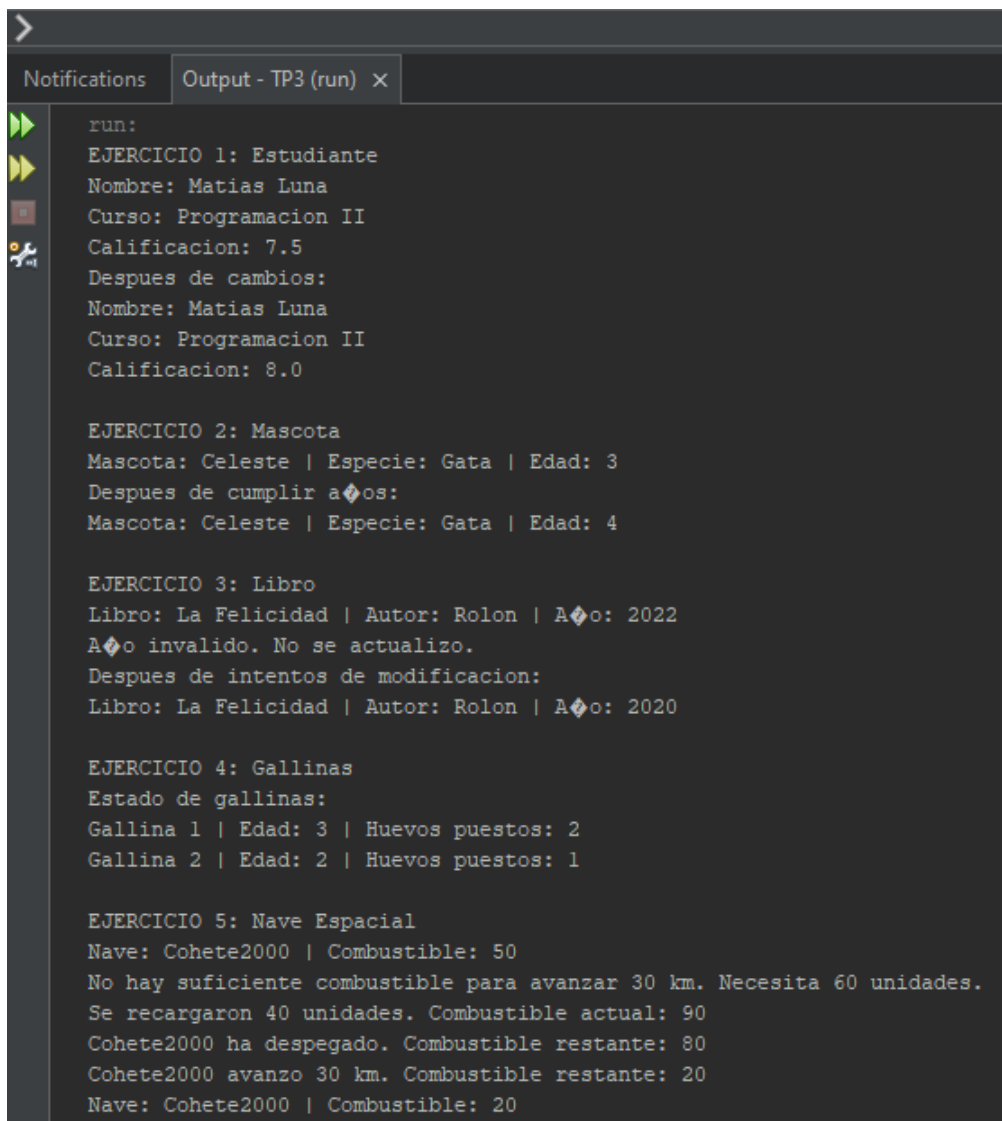 Notifications
Output - TP3 (run)
run:
EJERCICIO 1: Estudiante
Nombre: Matias Luna
Curso: Programacion II
Calificacion: 7.5
Despues de cambios:
Nombre: Matias Luna
Curso: Programacion II
Calificacion: 8.0
EJERCICIO 2: Mascota
Mascota: Celeste | Especie: Gata | Edad: 3
Despues de cumplir a�os:
Mascota: Celeste | Especie: Gata | Edad: 4
EJERCICIO 3: Libro
Libro: La Felicidad | Autor: Rolon | A�o: 2022
A�o invalido. No se actualizo.
Despues de intentos de modificacion:
Libro: La Felicidad | Autor: Rolon | A�o: 2020
EJERCICIO 4: Gallinas
Estado de gallinas:
Gallina 1 | Edad: 3 | Huevos puestos: 2
Gallina 2 | Edad: 2 | Huevos puestos: 1
EJERCICIO 5: Nave Espacial
Nave: Cohete2000 | Combustible: 50
No hay suficiente combustible para avanzar 30 km. Necesita 60 unidades.
Se recargaron 40 unidades. Combustible actual: 90
Cohete2000 ha despegado. Combustible restante: 80
Cohete2000 avanzo 30 km. Combustible restante: 20
Nave: Cohete2000 | Combustible: 20